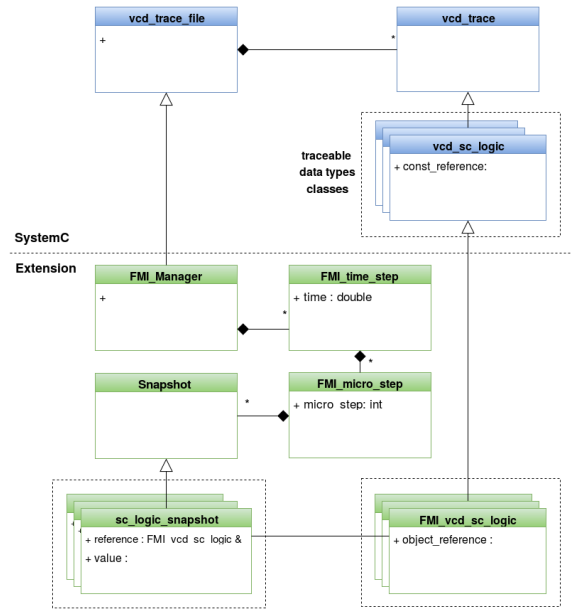 vcd_trace_file
vcd_trace
+
*
vcd_sc_logic
traceable
data types
classes
+ const_reference:
SystemC
Extension
FMI_Manager
FMI_time_step
+
+ time : double
*
*
Snapshot
FMI_micro_step
*
+ micro_step: int
+
+
sc_logic_snapshot
FMI_vcd_sc_logic
+ reference : FMI_vcd_sc_logic &
+ object_reference :
+ value :